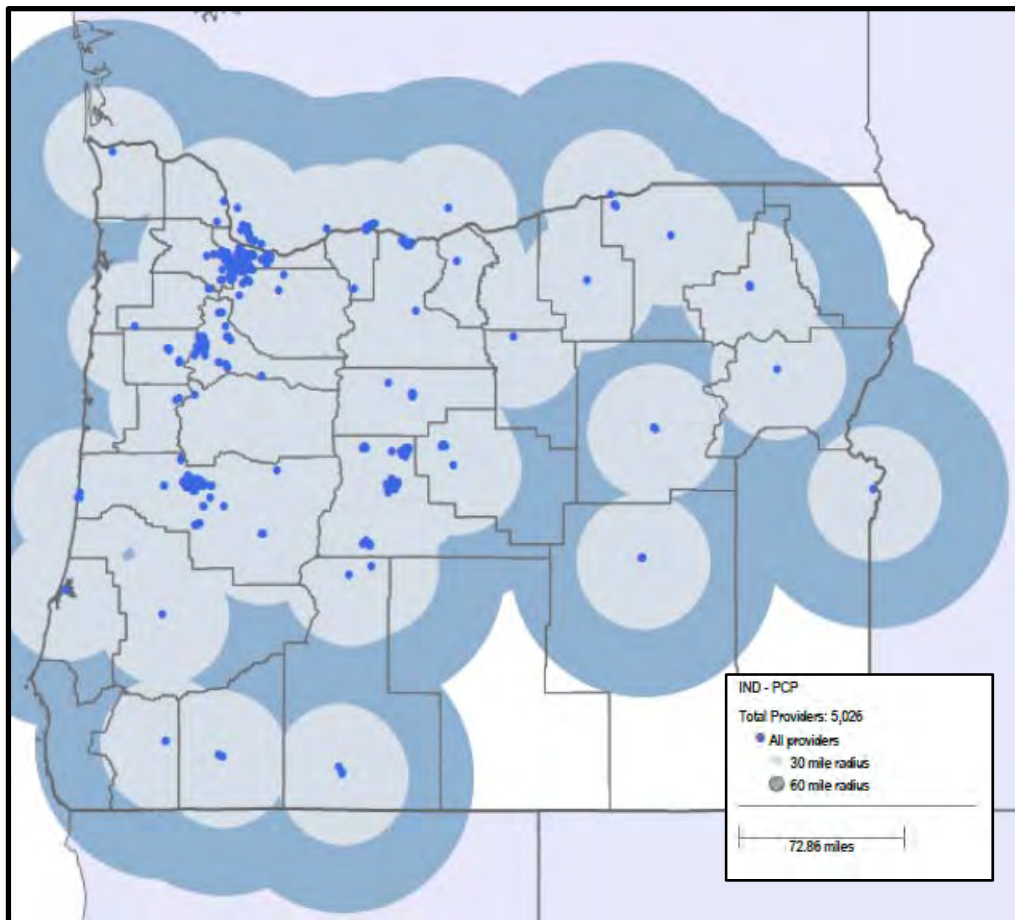 IND - PCP
Total Providers: 5,026
All providers
30 mile radius
60 mile radius
72.86 miles